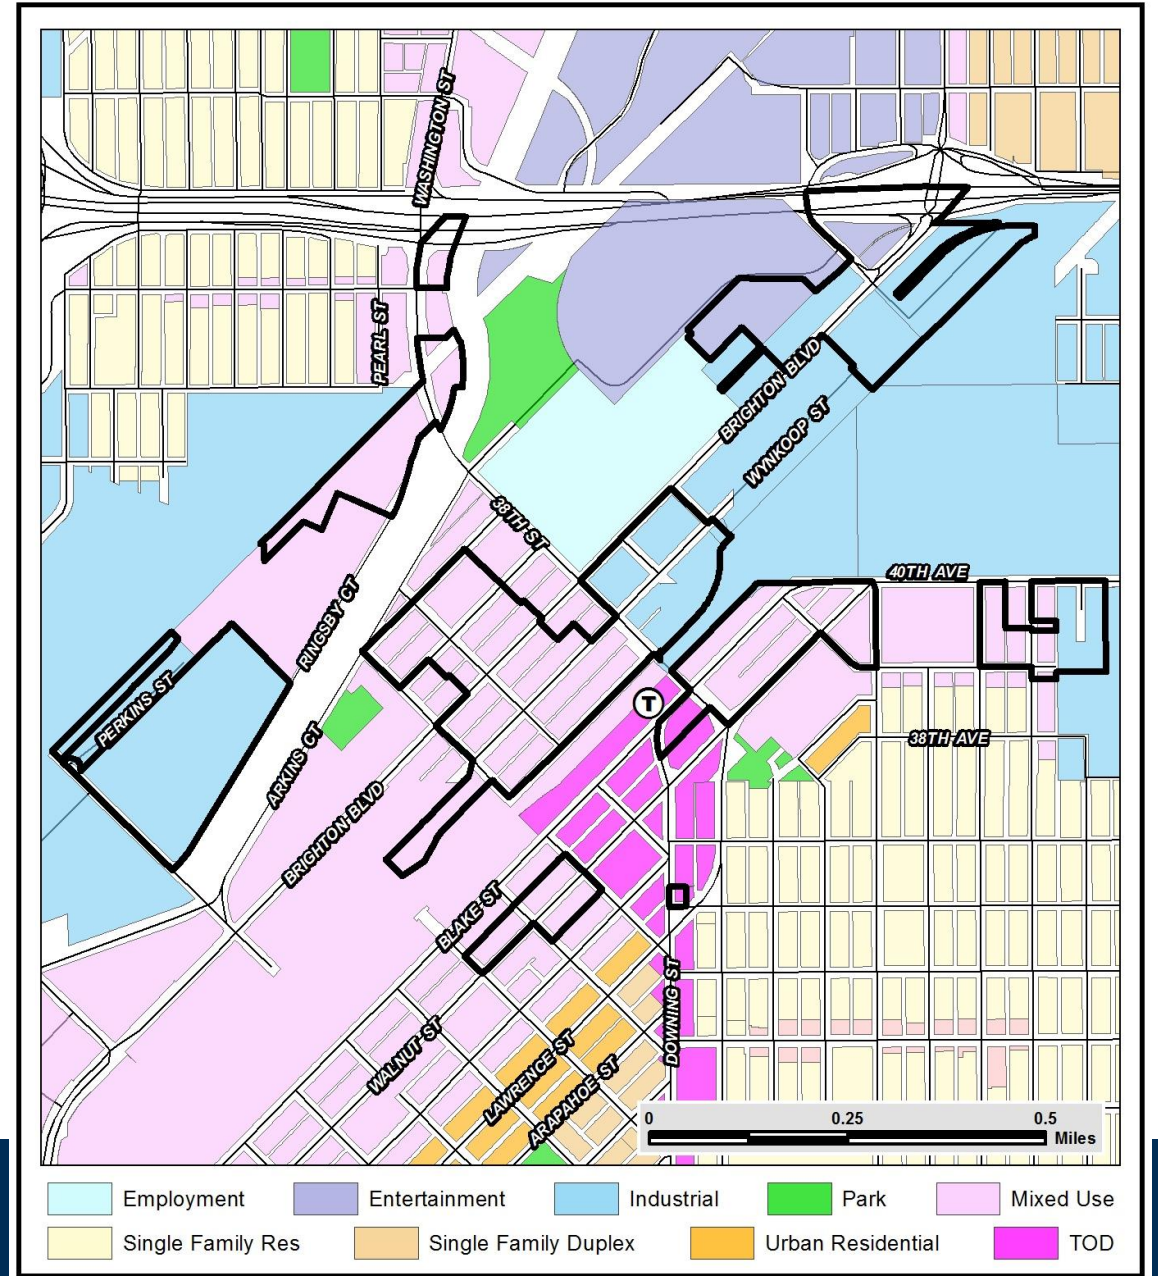 WASHINGTON ST
PEARL ST
BRIGHTON BLVD
WYNKOOP ST
38TH ST
40TH AVE
RINGSBY CT
PERKINS ST
T
38TH AVE
ARKINS CT
BRIGHTON BLVD
BLAKE ST
DOWNING ST
WALNUT ST
LAWRENCE ST
ARAPAHOE ST
0 0.25 0.5
Miles
Employment Entertainment Industrial Park Mixed Use
Single Family Res Single Family Duplex Urban Residential TOD